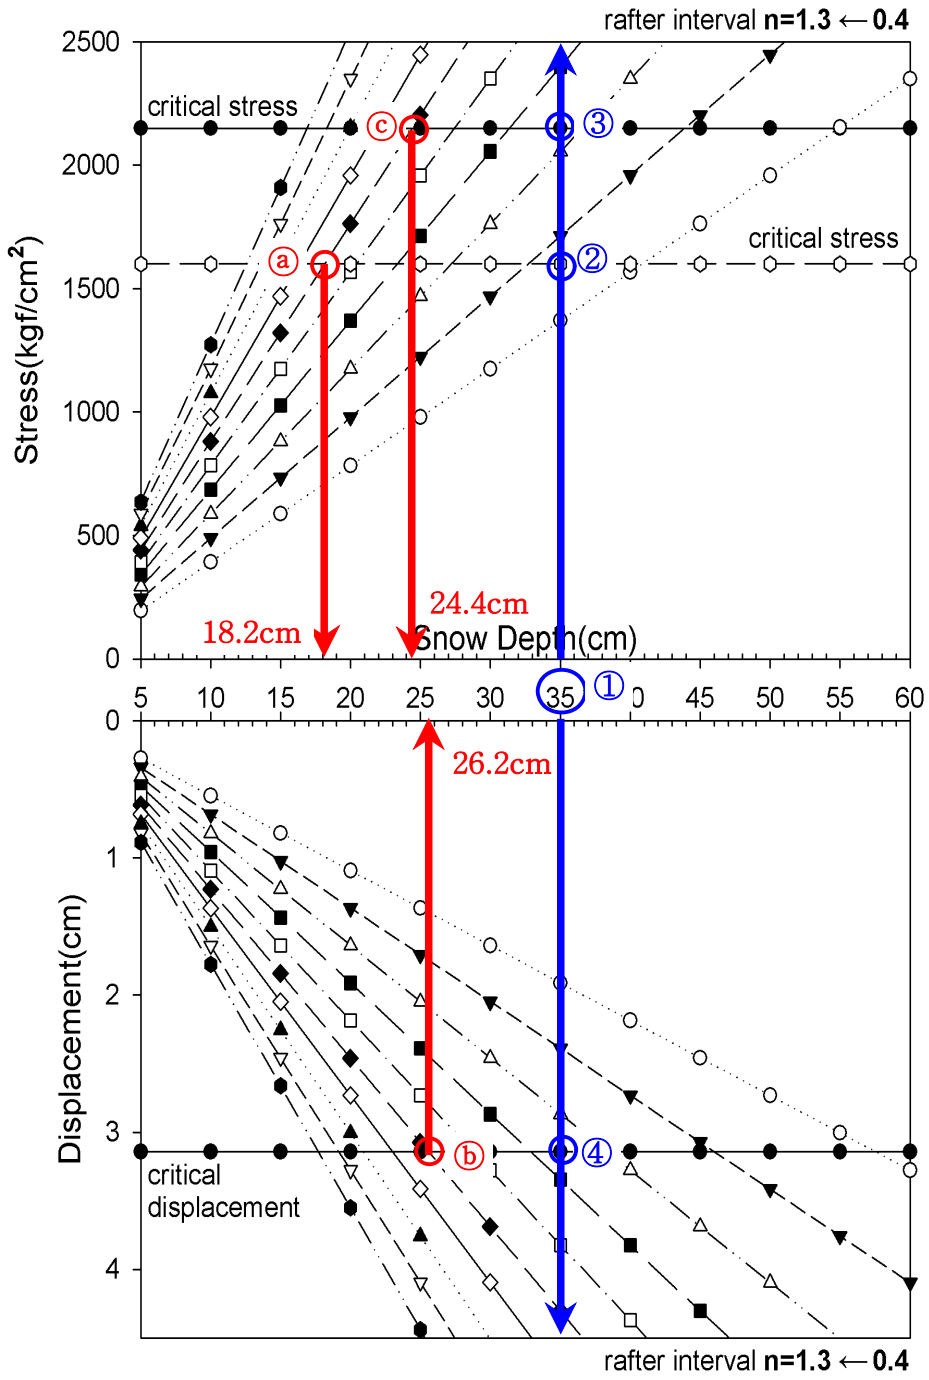 rafter interval n=1.3 ←0.4
2500
critical stress
ⓒ
③
2000
critical stress
ⓐ
②
1500
Stress(kgf/cm²)
1000
500
24.4cm
18.2cm
Snow Depth(cm)
0
5 10 15 20 25 30 35 ① 0 45 50 55 60
0
26.2cm
1
Displacement(cm)
2
3
ⓑ
④
critical
displacement
4
rafter interval n=1.3 ←0.4